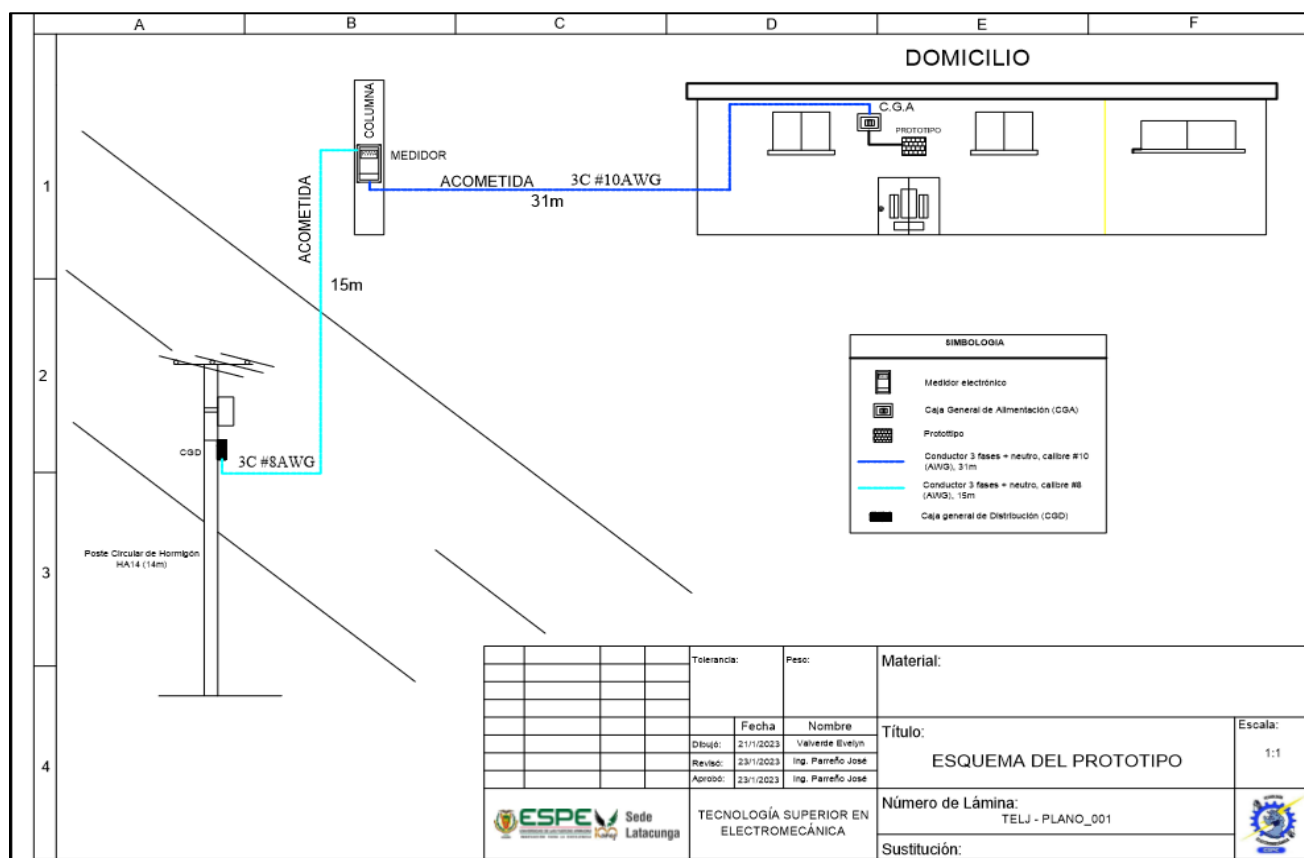 A B C D E F
1
2
3
4
DOMICILIO
COLUMNA
MEDIDOR
C.G.A
PROTOTIPO
ACOMETIDA 3C #10AWG
31m
ACOMETIDA
15m
CGD
3C #8AWG
Poste Circular de Hormigón
HA14 (14m)
SIMBOLOGIA
Medidor electrónico
Caja General de Alimentación (CGA)
Protottipo
Conductor 3 fases + neutro, calibre #10
(AWG), 31m
Conductor 3 fases + neutro, calibre #8
(AWG), 15m
Caja general de Distribución (CGD)
Tolerancia:
Peso:
Material:
Fecha Nombre
Dibujó: 21/1/2023 Valverde Evelyn
Revisó: 23/1/2023 Ing. Parreño José
Aprobó: 23/1/2023 Ing. Parreño José
Título:
ESQUEMA DEL PROTOTIPO
Escala:
1:1
ESPE
Sede
Latacunga
TECNOLOGÍA SUPERIOR EN
ELECTROMECÁNICA
Número de Lámina:
TELJ - PLANO_001
Sustitución: